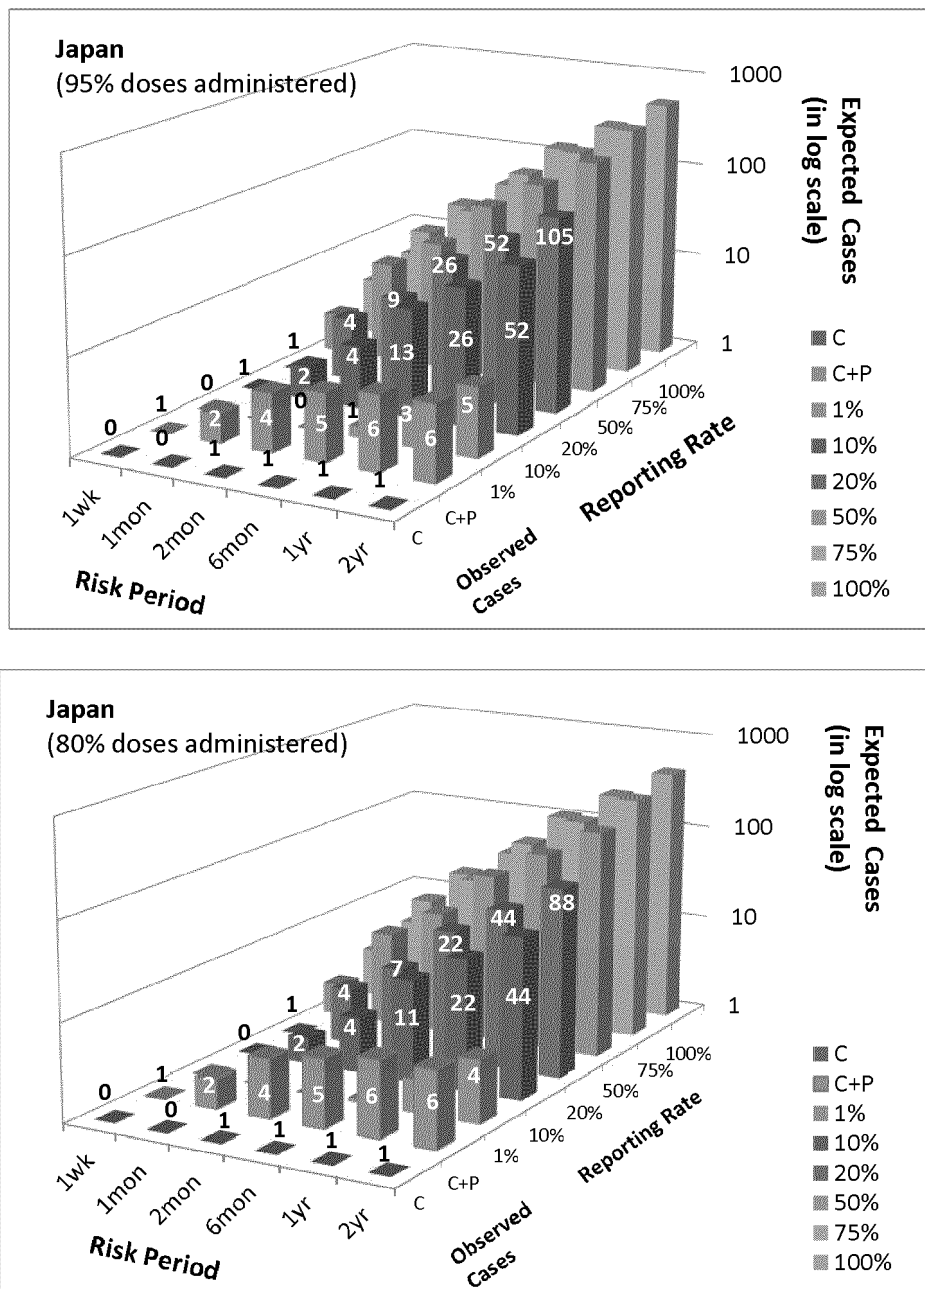 Japan
(95% doses administered)
1000
100
10
1
Expected Cases
(in log scale)
105
52
26
9
4
52
26
13
4
2
1
1
0
1
0
5
3
1
0
6
6
5
4
2
0
1
1
1
1
C
C+P
1%
10%
20%
50%
75%
100%
100%
75%
50%
20%
10%
1%
C+P
C
Reporting Rate
Observed
Cases
1wk
1mon
2mon
6mon
1yr
2yr
Risk Period
Japan
(80% doses administered)
1000
100
10
1
Expected Cases
(in log scale)
88
44
22
7
4
44
22
11
4
2
1
0
1
0
4
6
6
5
4
2
0
1
1
1
1
C
C+P
1%
10%
20%
50%
75%
100%
100%
75%
50%
20%
10%
1%
C+P
C
Reporting Rate
Observed
Cases
1wk
1mon
2mon
6mon
1yr
2yr
Risk Period